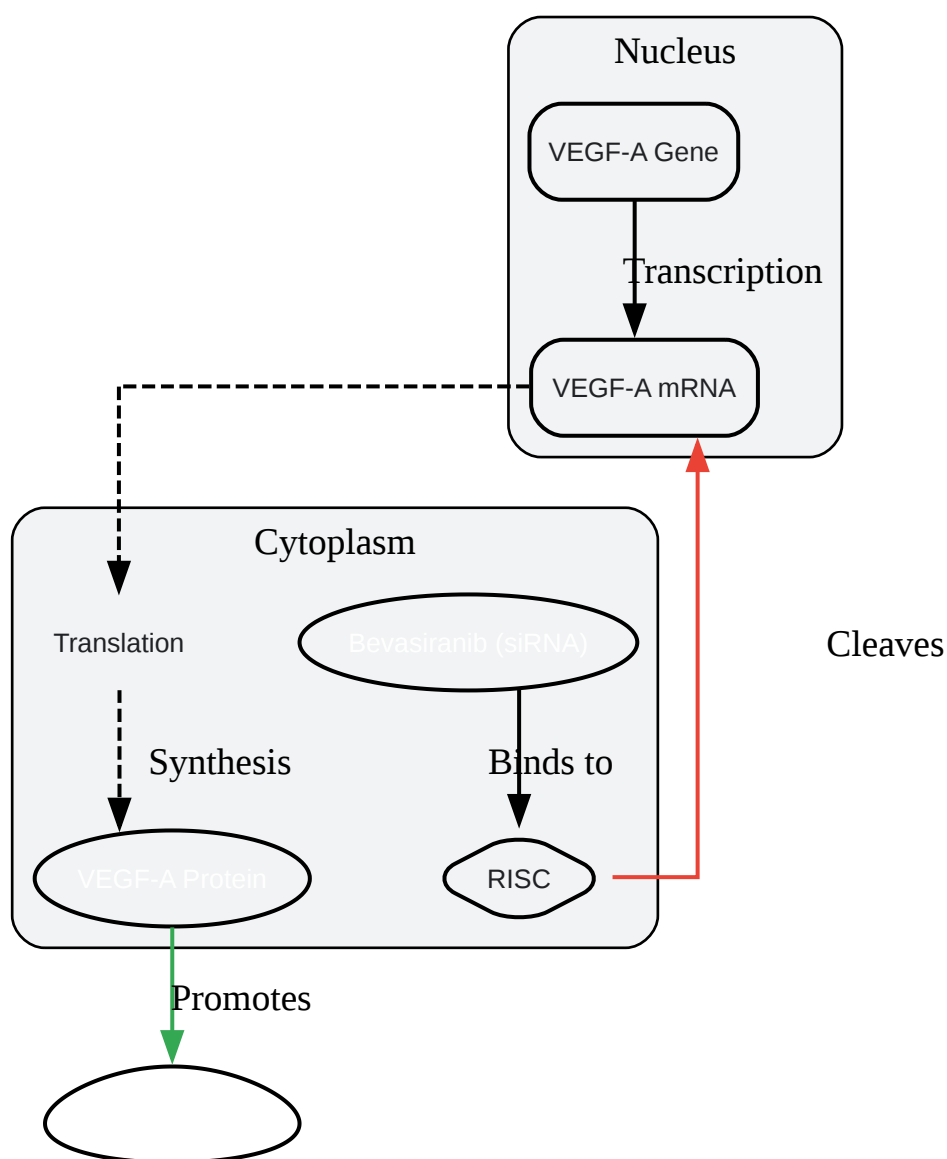 Nucleus
VEGF-A Gene
Transcription
VEGF-A mRNA
Cytoplasm
Translation
Bevasiranib (siRNA)
Cleaves
Synthesis
Binds to
VEGF-A Protein
RISC
Promotes